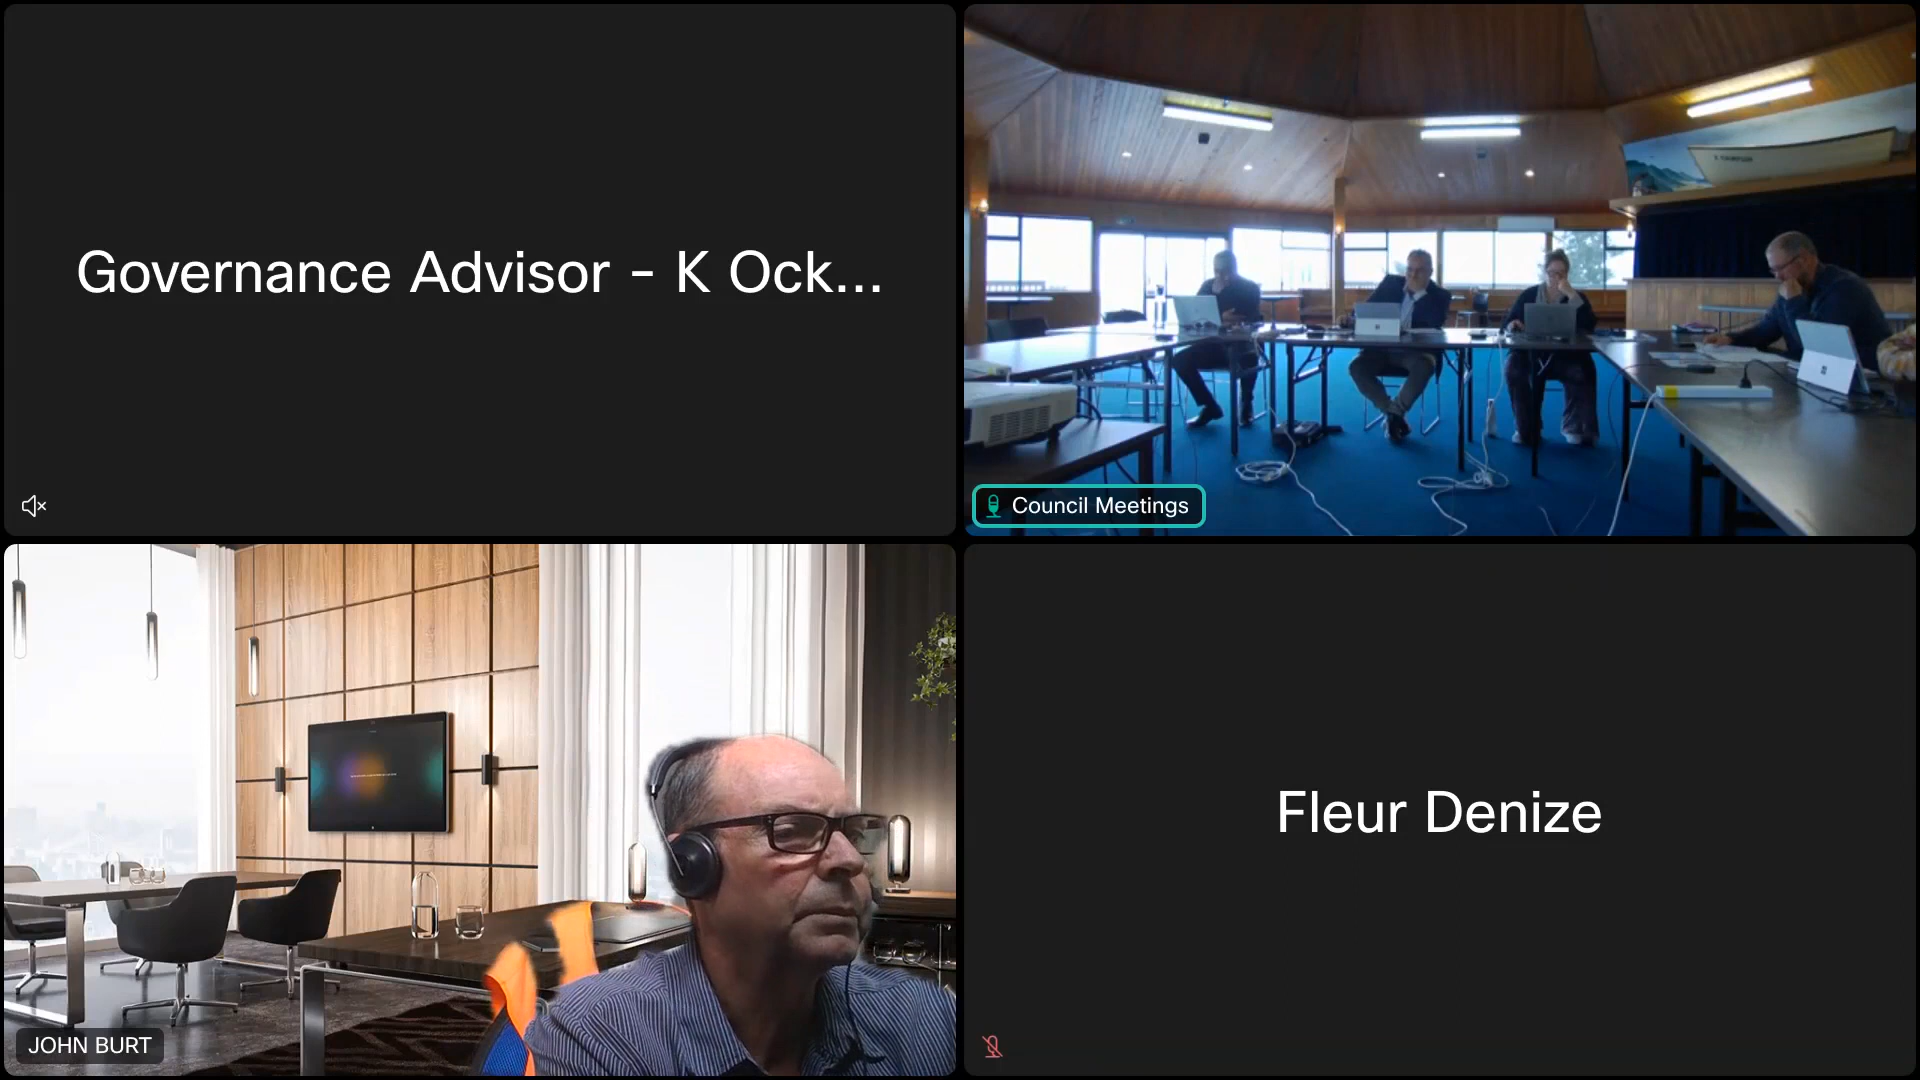 Governance Advisor - K Ock...
Council Meetings
JOHN BURT
Fleur Denize